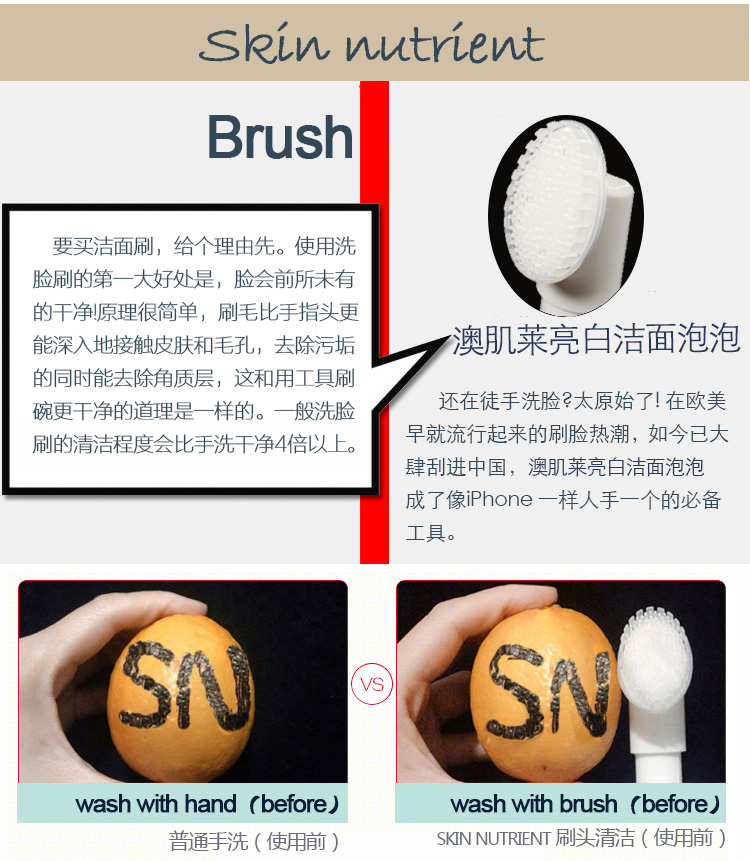 Skin nutrient
Brush
要买洁面刷，给个理由先。使用洗
脸刷的第一大好处是，脸会前所未有
的干净!原理很简单，刷毛比手指头更
能深入地接触皮肤和毛孔，去除污垢
的同时能去除角质层，这和用工具刷
碗更干净的道理是一样的。一般洗脸
刷的清洁程度会比手洗干净4倍以上。
澳肌莱亮白洁面泡泡
还在徒手洗脸?太原始了! 在欧美
早就流行起来的刷脸热潮，如今已大
肆刮进中国，澳肌莱亮白洁面泡泡
成了像iPhone 一样人手一个的必备
工具。
SN
VS
SN
wash with hand（before）
普通手洗（使用前）
wash with brush（before）
SKIN NUTRIENT 刷头清洁（使用前）